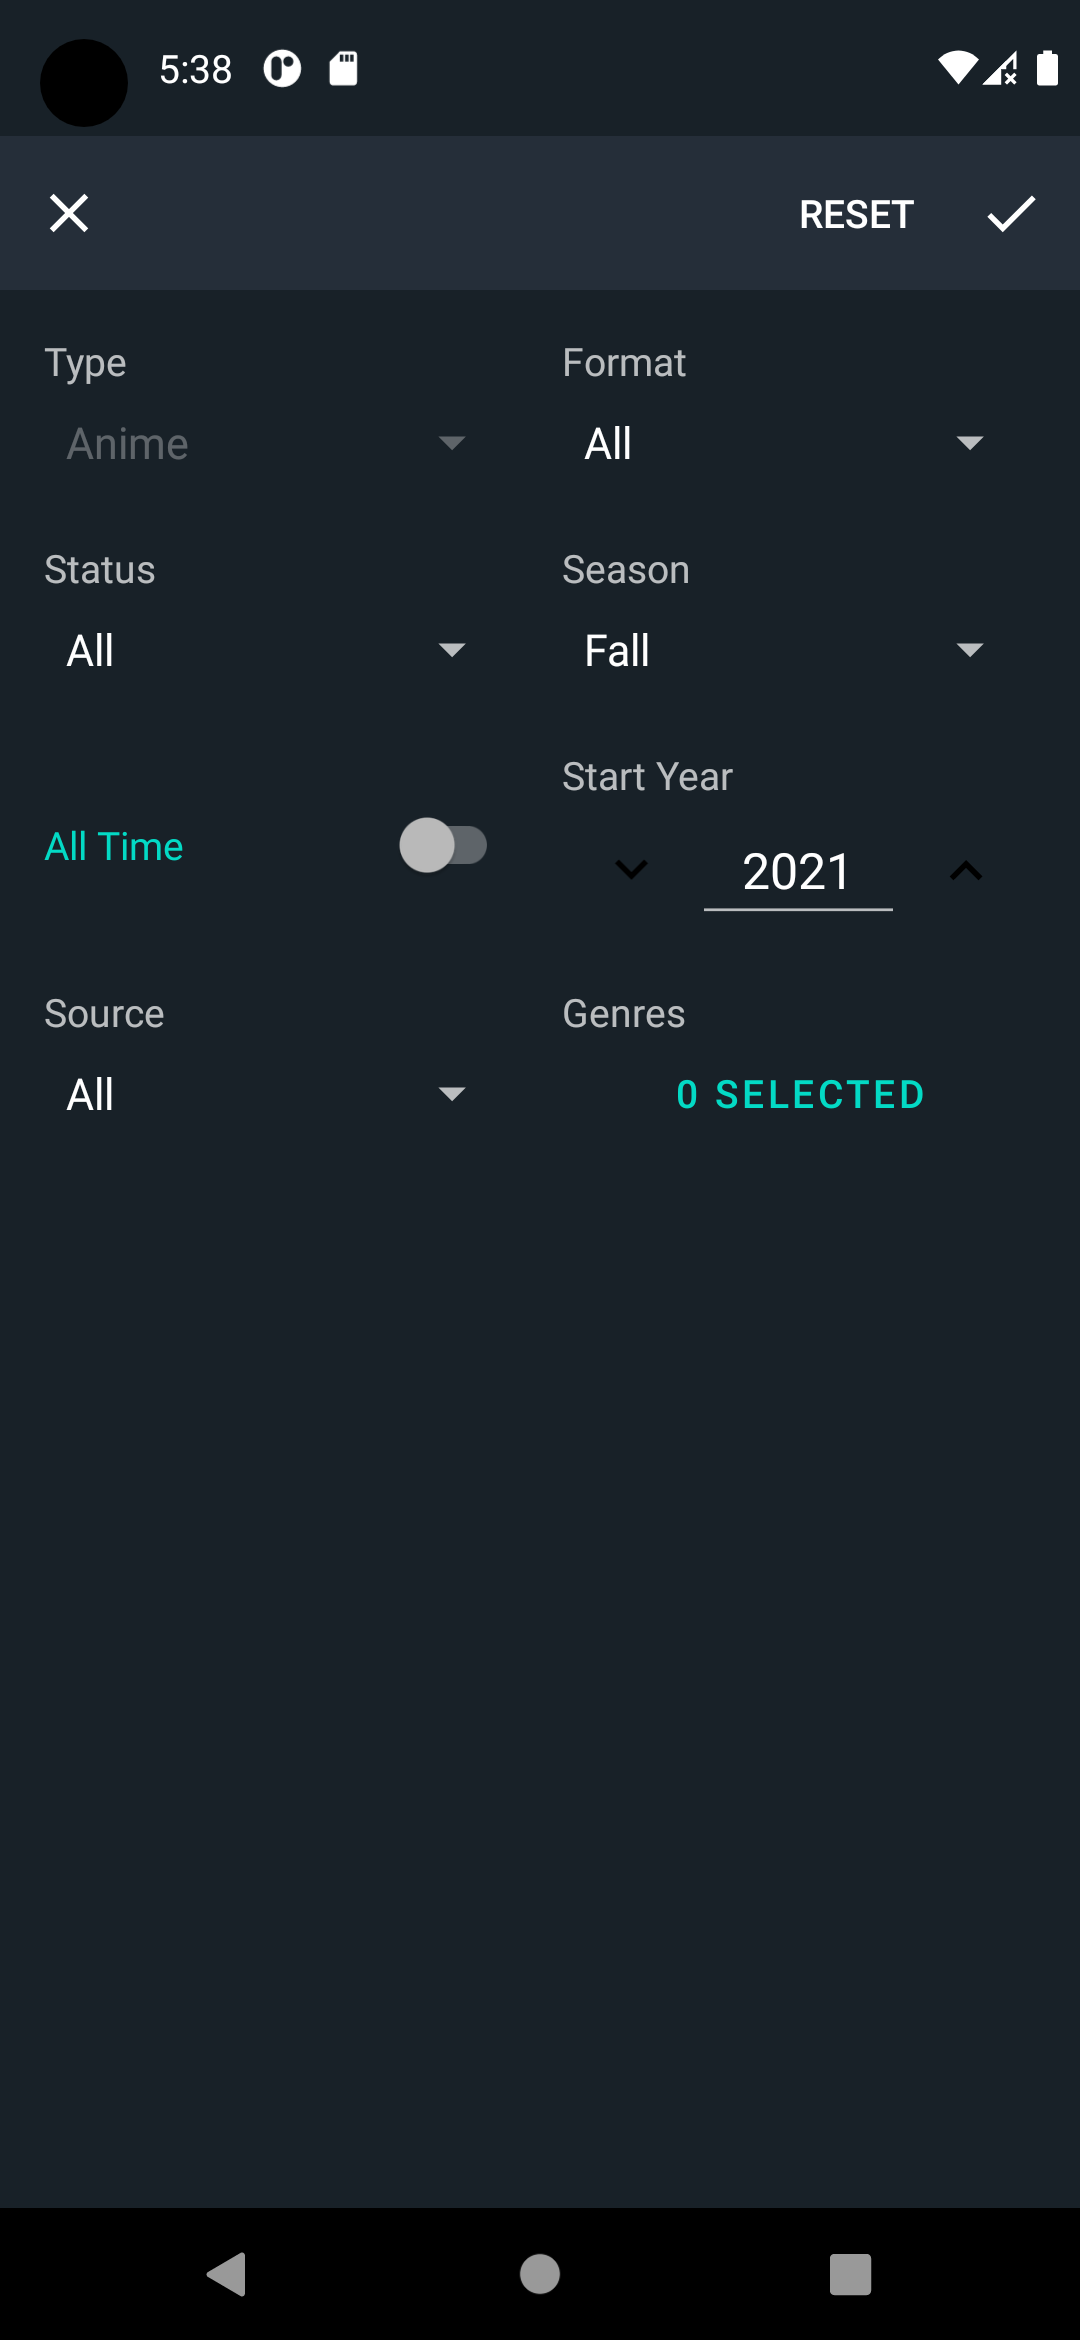 5:38
RESET
Type
Format
Anime
All
Status
Season
All
Fall
Start Year
All Time
2021
Source
Genres
All
0 SELECTED